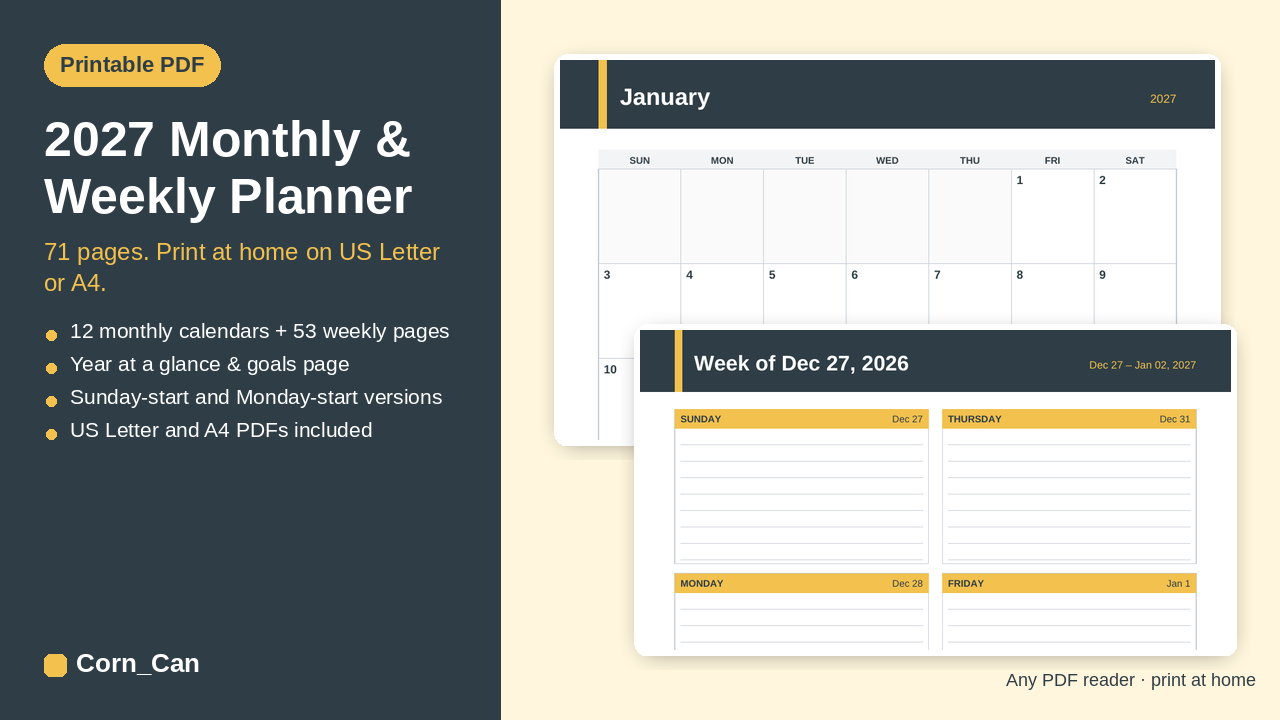 Printable PDF
2027 Monthly &
Weekly Planner
71 pages. Print at home on US Letter
or A4.
12 monthly calendars + 53 weekly pages
Year at a glance & goals page
Sunday-start and Monday-start versions
US Letter and A4 PDFs included
Corn_Can
January
2027
SUN MON TUE WED THU FRI SAT
1 2
3 4 5 6 7 8 9
10
Week of Dec 27, 2026
Dec 27 – Jan 02, 2027
SUNDAY Dec 27 THURSDAY Dec 31
MONDAY Dec 28 FRIDAY Jan 1
Any PDF reader · print at home